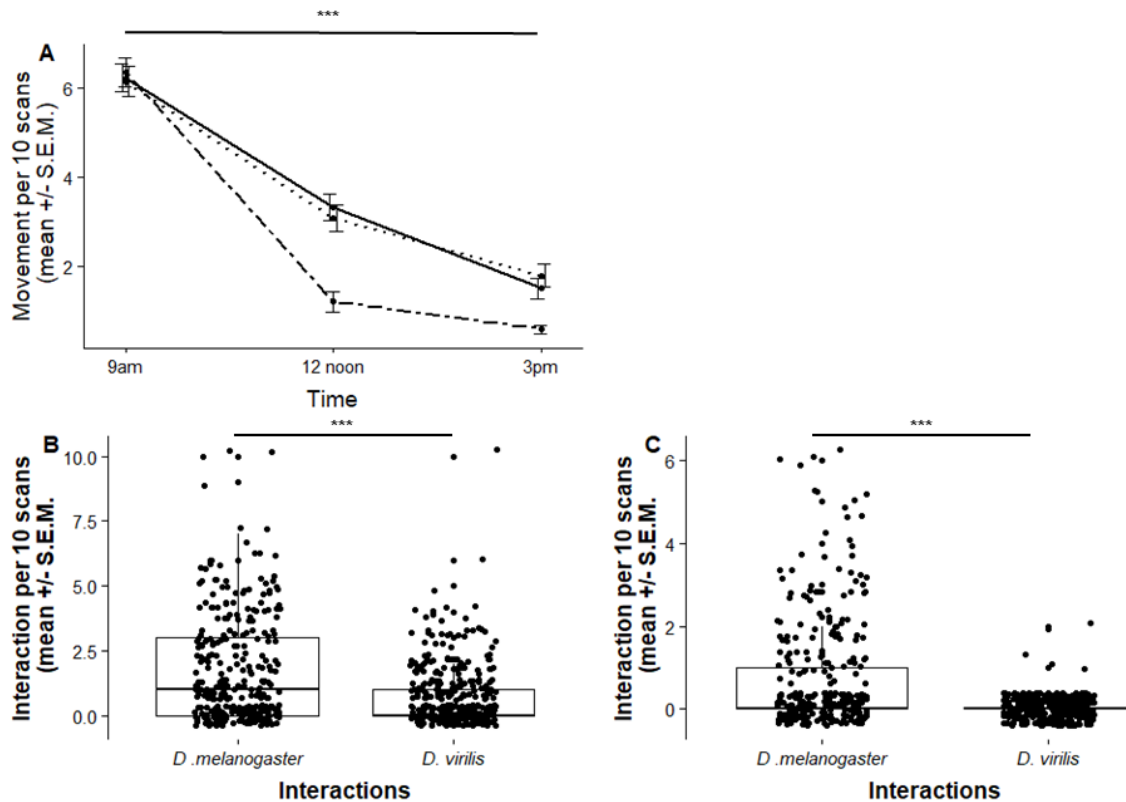 ***
A
Movement per 10 scans
(mean +/- S.E.M.)
6
4
2
9am
12 noon
3pm
Time
B
***
Interaction per 10 scans
(mean +/- S.E.M.
10.0
7.5
5.0
2.5
0.0
D .melanogaster
D. virilis
Interactions
C
***
Interaction per 10 scans
(mean +/- S.E.M.
6
4
2
0
D .melanogaster
D. virilis
Interactions